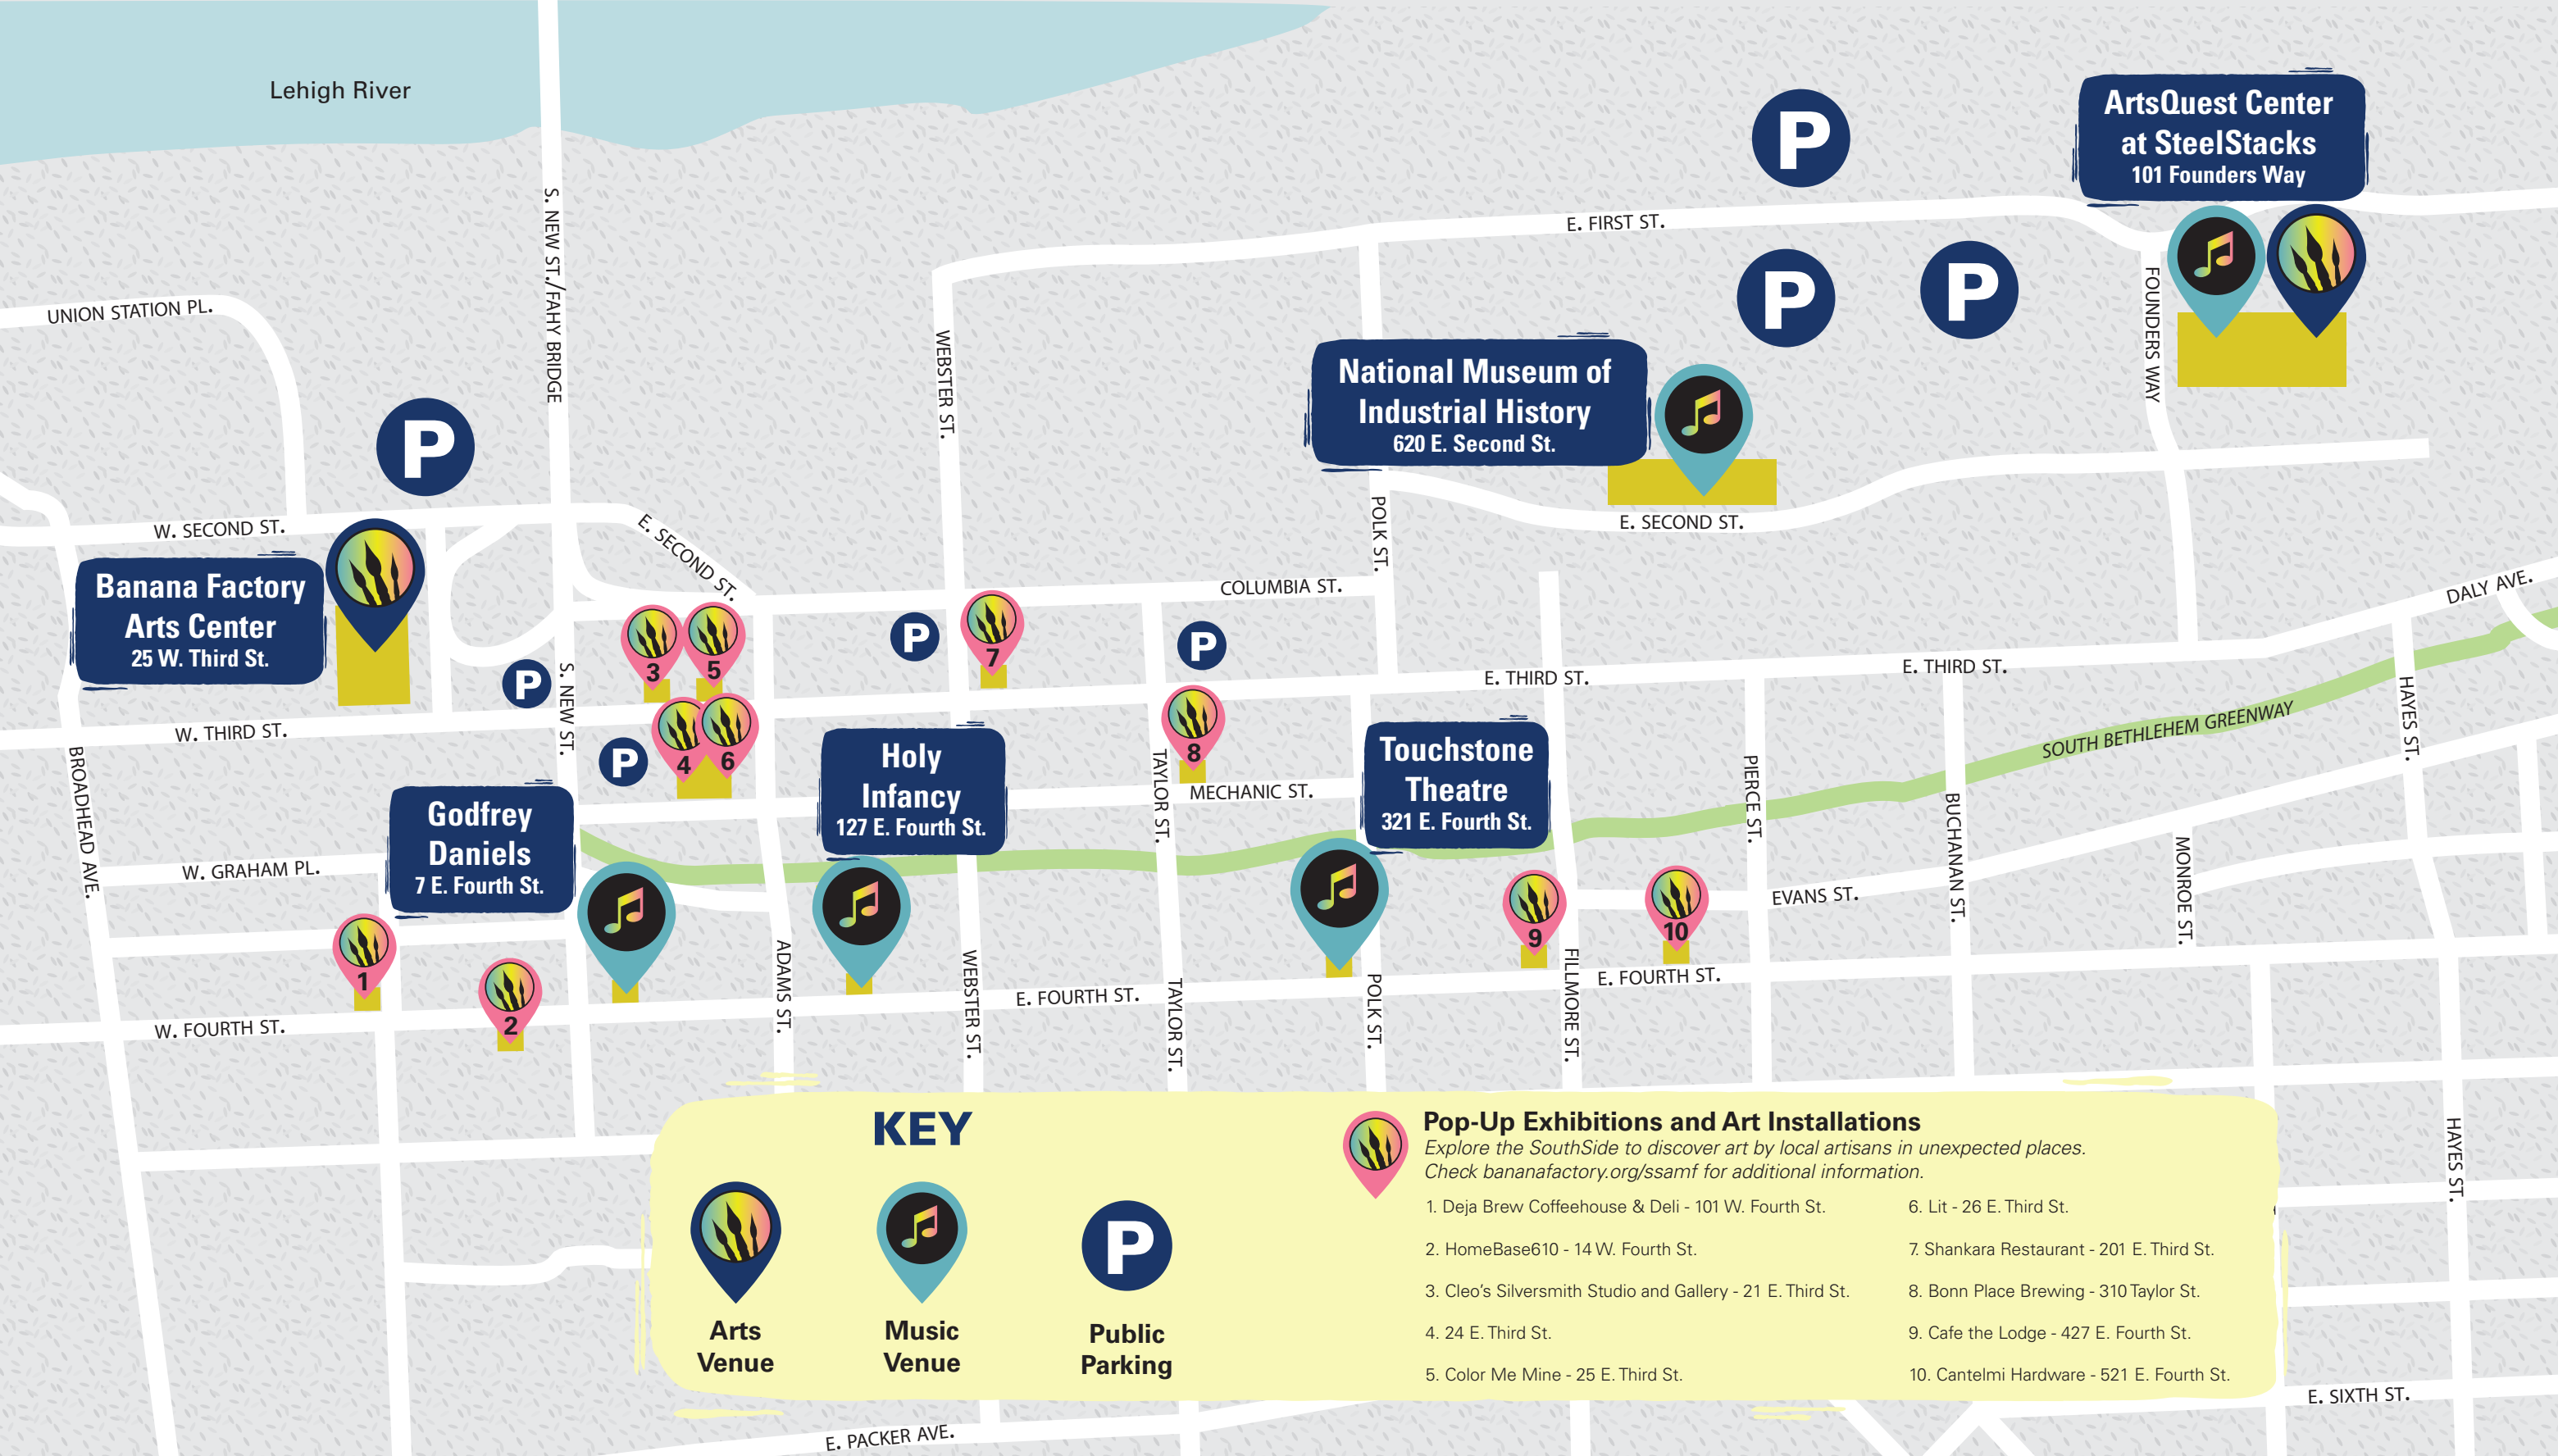 Lehigh River
S. NEW ST./FAHY BRIDGE
ArtsQuest Center
at SteelStacks
101 Founders Way
P
E. FIRST ST.
UNION STATION PL.
P
P
FOUNDERS WAY
WEBSTER ST.
National Museum of
Industrial History
620 E. Second St.
P
POLK ST.
W. SECOND ST.
E. SECOND ST.
E. SECOND ST.
Banana Factory
Arts Center
25 W. Third St.
COLUMBIA ST.
DALY AVE.
3
5
P
7
P
P
S. NEW ST.
E. THIRD ST.
E. THIRD ST.
HAYES ST.
W. THIRD ST.
BROADHEAD AVE.
P
4
6
8
SOUTH BETHLEHEM GREENWAY
Holy
Infancy
127 E. Fourth St.
Touchstone
Theatre
321 E. Fourth St.
TAYLOR ST.
MECHANIC ST.
PIERCE ST.
BUCHANAN ST.
MONROE ST.
Godfrey
Daniels
7 E. Fourth St.
W. GRAHAM PL.
EVANS ST.
1
2
9
10
ADAMS ST.
WEBSTER ST.
E. FOURTH ST.
TAYLOR ST.
POLK ST.
FILLMORE ST.
E. FOURTH ST.
W. FOURTH ST.
HAYES ST.
KEY
Arts
Venue
Music
Venue
P
Public
Parking
Pop-Up Exhibitions and Art Installations
Explore the SouthSide to discover art by local artisans in unexpected places.
Check bananafactory.org/ssamf for additional information.
1. Deja Brew Coffeehouse & Deli - 101 W. Fourth St.
2. HomeBase610 - 14 W. Fourth St.
3. Cleo's Silversmith Studio and Gallery - 21 E. Third St.
4. 24 E. Third St.
5. Color Me Mine - 25 E. Third St.
6. Lit - 26 E. Third St.
7. Shankara Restaurant - 201 E. Third St.
8. Bonn Place Brewing - 310 Taylor St.
9. Cafe the Lodge - 427 E. Fourth St.
10. Cantelmi Hardware - 521 E. Fourth St.
E. SIXTH ST.
E. PACKER AVE.